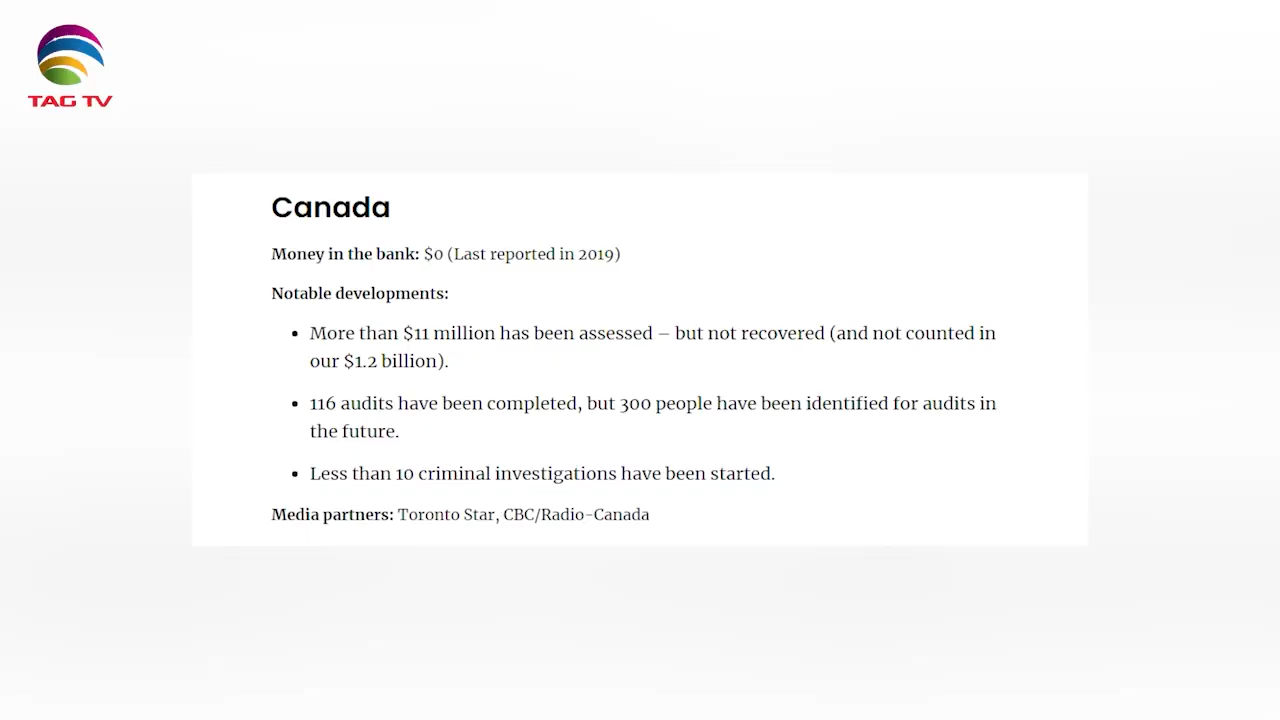 TAG TV
Canada
Money in the bank: $0 (Last reported in 2019)
Notable developments:
• More than $11 million has been assessed – but not recovered (and not counted in
our $1.2 billion).
• 116 audits have been completed, but 300 people have been identified for audits in
the future.
• Less than 10 criminal investigations have been started.
Media partners: Toronto Star, CBC/Radio-Canada